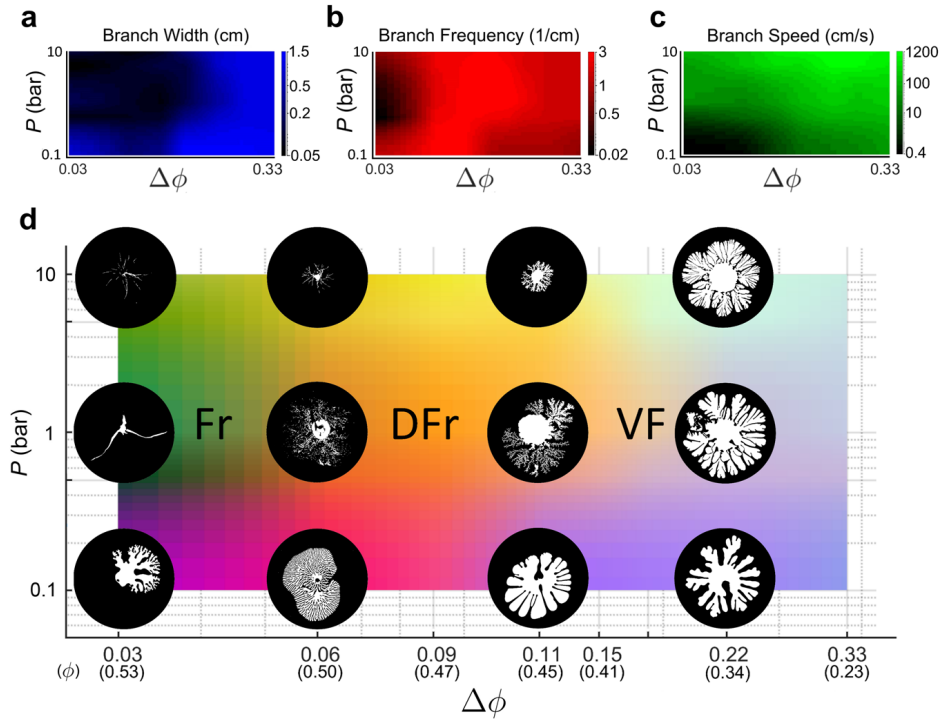 a
Branch Width (cm)
10
P (bar)
0.1
0.03
0.33
Δϕ
1.5
0.5
0.2
0.05
b
Branch Frequency (1/cm)
10
P (bar)
0.1
0.03
0.33
Δϕ
3
1
0.5
0.02
c
Branch Speed (cm/s)
10
P (bar)
0.1
0.03
0.33
Δϕ
1200
100
10
0.4
d
10
1
0.1
P (bar)
Fr
DFr
VF
0.03 0.06 0.09 0.11 0.15 0.22 0.33
(ϕ) (0.53) (0.50) (0.47) (0.45) (0.41) (0.34) (0.23)
Δϕ